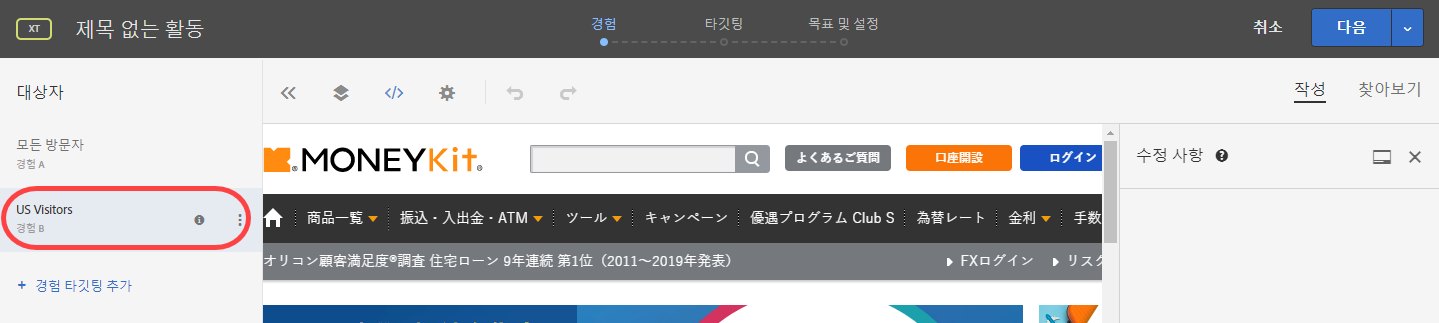 XT 제목 없는 활동 경험 타깃팅 목표 및 설정 취소 다음
대상자 </> 작성 찾아보기
모든 방문자
경험 A
US Visitors
경험 B
+ 경험 타깃팅 추가
MONEYKit® よくあるご質問 口座開設 ログイン
商品一覧 振込・入出金・ATM ツール キャンペーン 優遇プログラム Club S 為替レート 金利 手数
オリコン顧客満足度®調査 住宅ローン 9年連続 第1位（2011〜2019年発表） FXログイン リスク
수정 사항